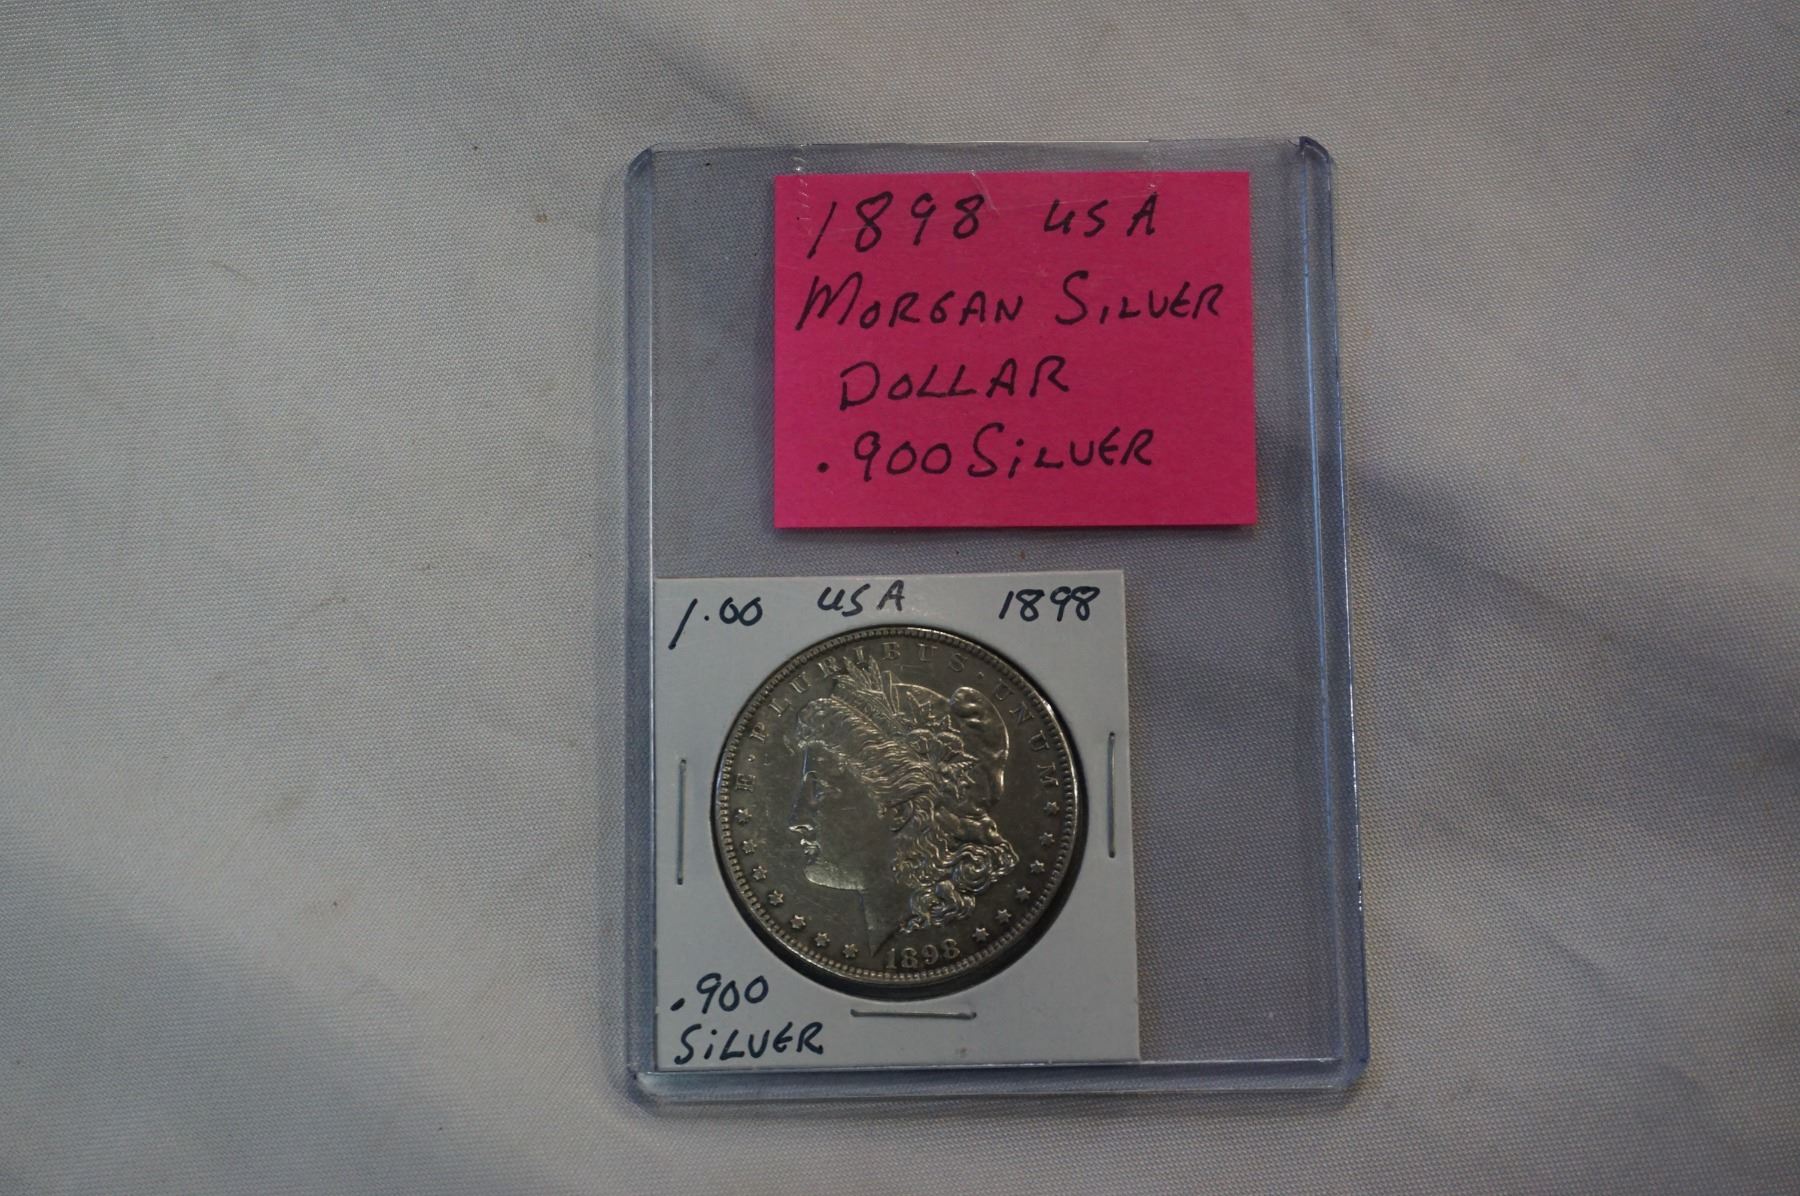 1898 USA
MORGAN SILVER
DOLLAR
.900 SiLVER
1.00 USA 1898
E · PLURIBUS · UNUM
1898
.900
SiLVER